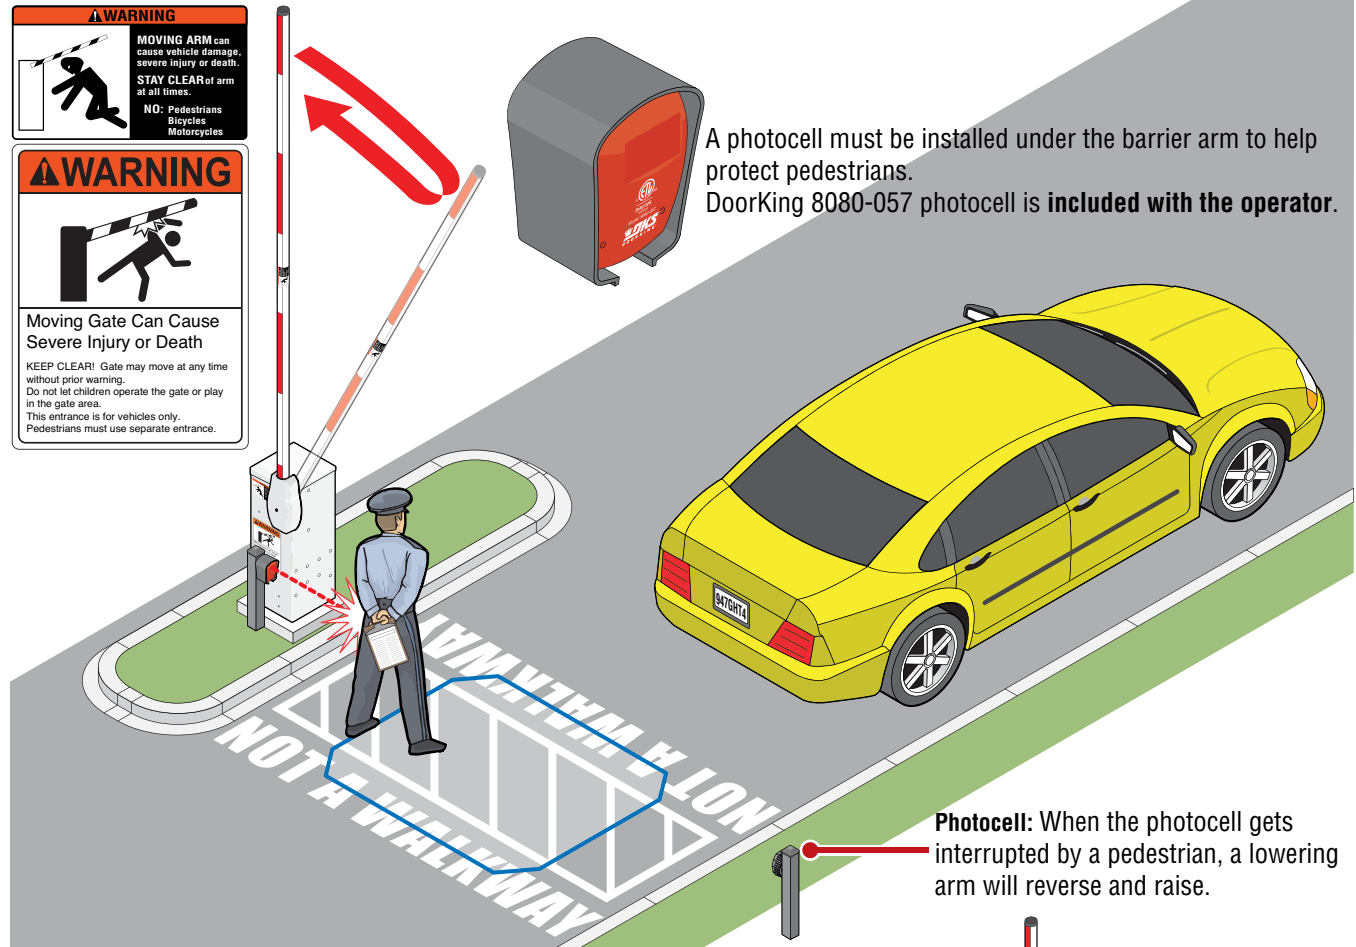 WARNING
MOVING ARM can
cause vehicle damage,
severe injury or death.
STAY CLEAR of arm
at all times.
NO: Pedestrians
Bicycles
Motorcycles
WARNING
Moving Gate Can Cause
Severe Injury or Death
KEEP CLEAR! Gate may move at any time
without prior warning.
Do not let children operate the gate or play
in the gate area.
This entrance is for vehicles only.
Pedestrians must use separate entrance.
A photocell must be installed under the barrier arm to help
protect pedestrians.
DoorKing 8080-057 photocell is included with the operator.
ETL
Intertek
DKS
DOORKING
WARNING
947GHT4
NOT A WALKWAY
NOT A WALKWAY
Photocell: When the photocell gets
interrupted by a pedestrian, a lowering
arm will reverse and raise.